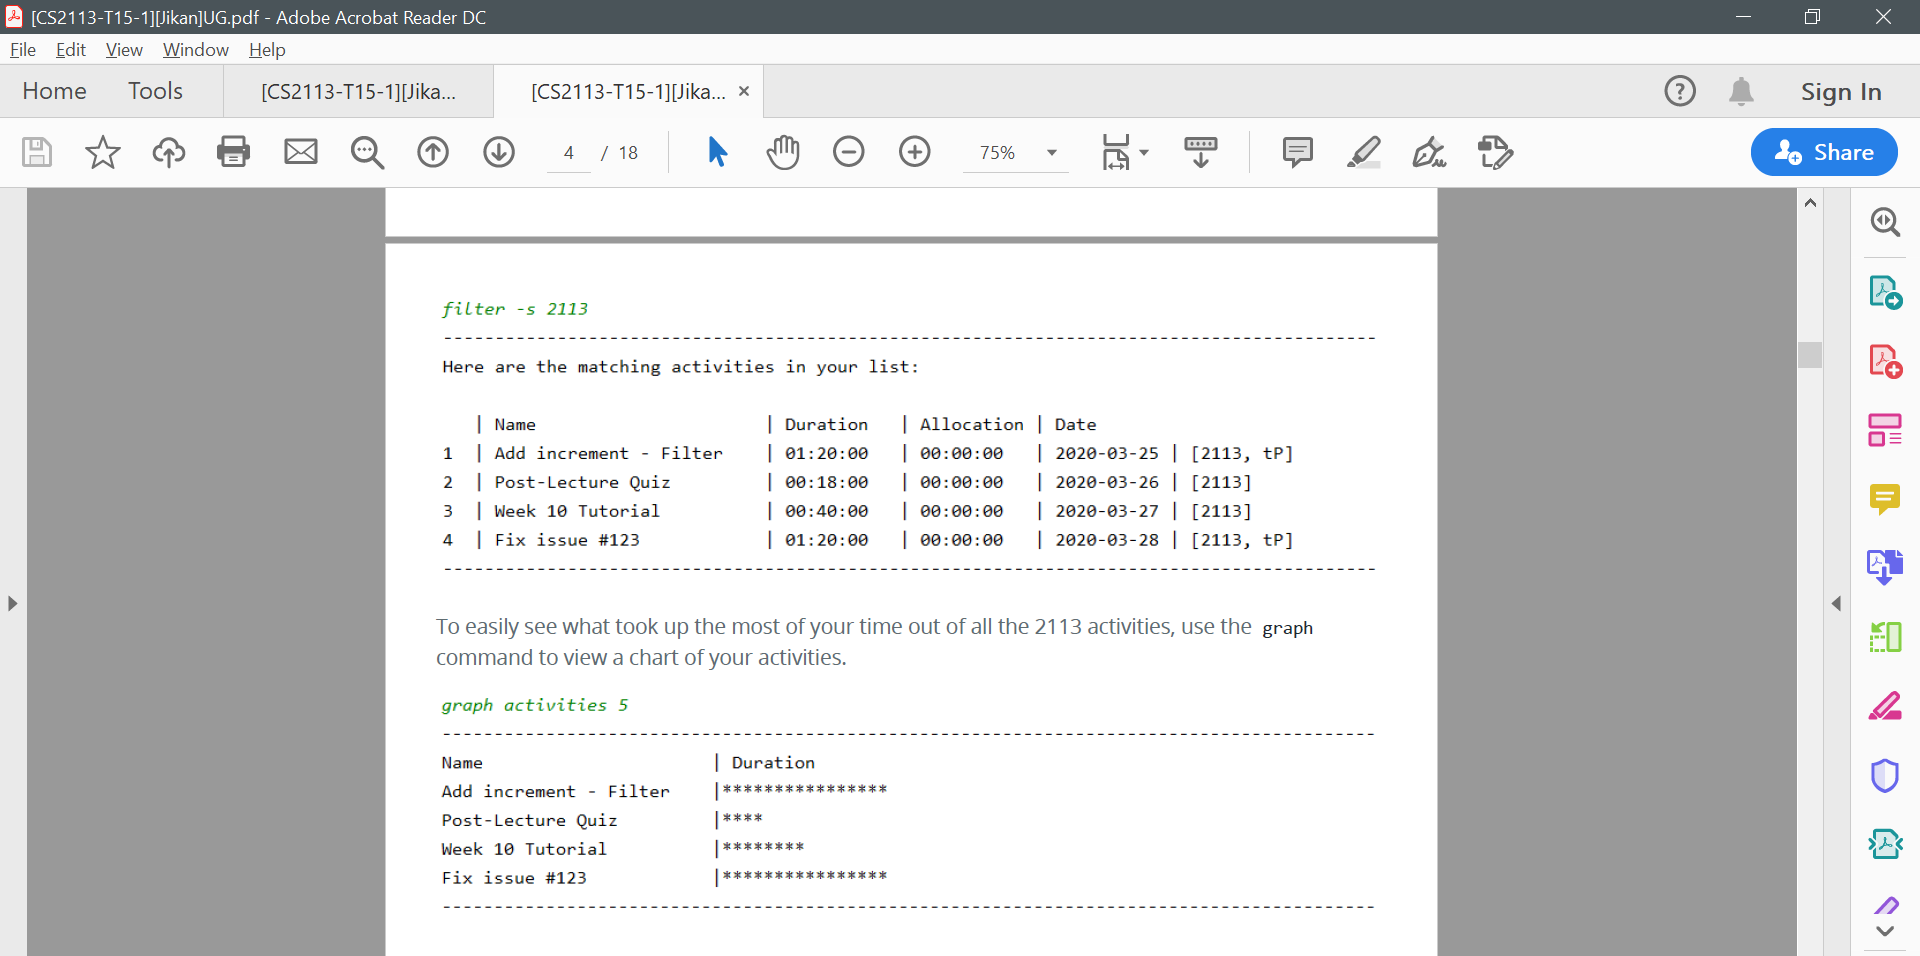 [CS2113-T15-1][Jikan]UG.pdf - Adobe Acrobat Reader DC
File Edit View Window Help
Home Tools [CS2113-T15-1][Jika... [CS2113-T15-1][Jika... × Sign In
4 / 18 75% Share
filter -s 2113
--------------------------------------------------------------------------------
Here are the matching activities in your list:
| Name | Duration | Allocation | Date
1 | Add increment - Filter | 01:20:00 | 00:00:00 | 2020-03-25 | [2113, tP]
2 | Post-Lecture Quiz | 00:18:00 | 00:00:00 | 2020-03-26 | [2113]
3 | Week 10 Tutorial | 00:40:00 | 00:00:00 | 2020-03-27 | [2113]
4 | Fix issue #123 | 01:20:00 | 00:00:00 | 2020-03-28 | [2113, tP]
--------------------------------------------------------------------------------
To easily see what took up the most of your time out of all the 2113 activities, use the graph
command to view a chart of your activities.
graph activities 5
--------------------------------------------------------------------------------
Name | Duration
Add increment - Filter |****************
Post-Lecture Quiz |****
Week 10 Tutorial |********
Fix issue #123 |****************
--------------------------------------------------------------------------------